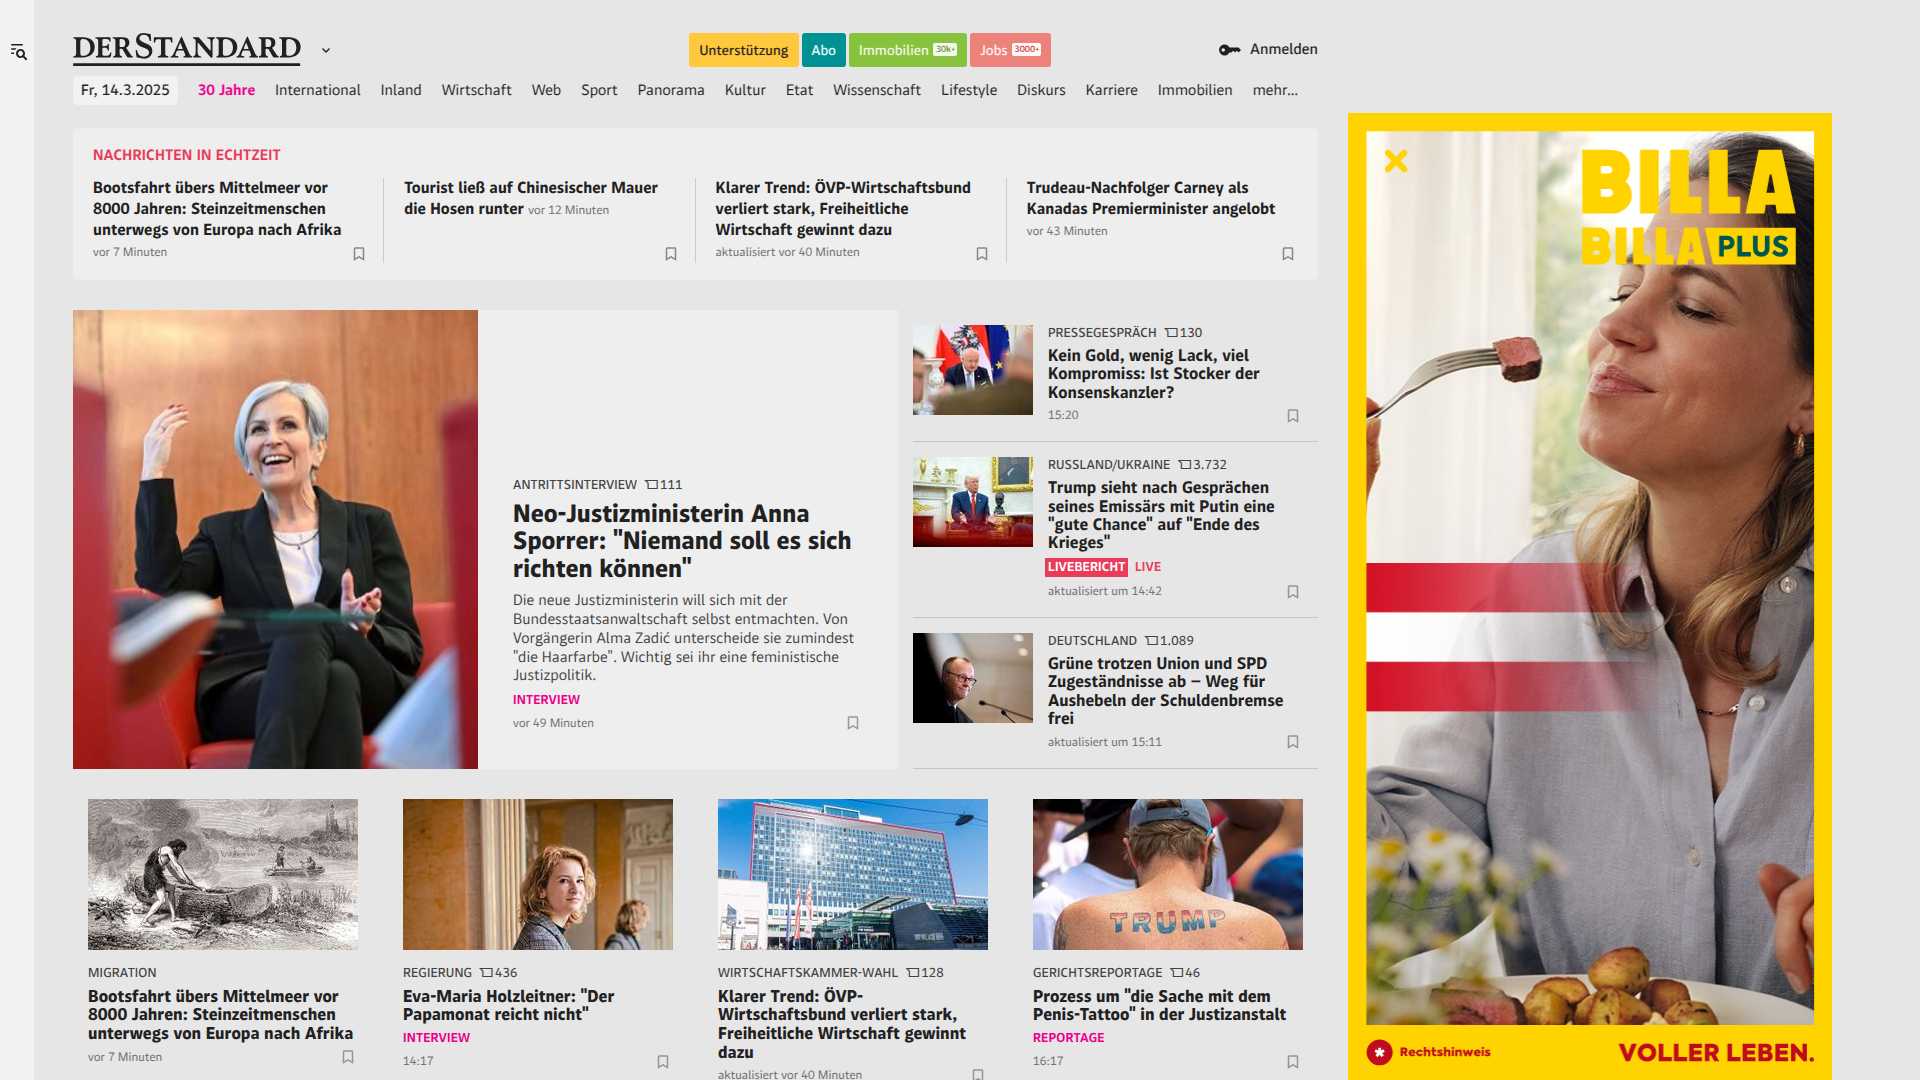 DERSTANDARD
Unterstützung
Abo
Immobilien 30k+
Jobs 3000+
Anmelden
Fr, 14.3.2025
30 Jahre
International
Inland
Wirtschaft
Web
Sport
Panorama
Kultur
Etat
Wissenschaft
Lifestyle
Diskurs
Karriere
Immobilien
mehr...
NACHRICHTEN IN ECHTZEIT
Bootsfahrt übers Mittelmeer vor
8000 Jahren: Steinzeitmenschen
unterwegs von Europa nach Afrika
vor 7 Minuten
Tourist ließ auf Chinesischer Mauer
die Hosen runter vor 12 Minuten
Klarer Trend: ÖVP-Wirtschaftsbund
verliert stark, Freiheitliche
Wirtschaft gewinnt dazu
aktualisiert vor 40 Minuten
Trudeau-Nachfolger Carney als
Kanadas Premierminister angelobt
vor 43 Minuten
ANTRITTSINTERVIEW 111
Neo-Justizministerin Anna
Sporrer: "Niemand soll es sich
richten können"
Die neue Justizministerin will sich mit der
Bundesstaatsanwaltschaft selbst entmachten. Von
Vorgängerin Alma Zadić unterscheide sie zumindest
"die Haarfarbe". Wichtig sei ihr eine feministische
Justizpolitik.
INTERVIEW
vor 49 Minuten
PRESSEGESPRÄCH 130
Kein Gold, wenig Lack, viel
Kompromiss: Ist Stocker der
Konsenskanzler?
15:20
RUSSLAND/UKRAINE 3.732
Trump sieht nach Gesprächen
seines Emissärs mit Putin eine
"gute Chance" auf "Ende des
Krieges"
LIVEBERICHT LIVE
aktualisiert um 14:42
DEUTSCHLAND 1.089
Grüne trotzen Union und SPD
Zugeständnisse ab – Weg für
Aushebeln der Schuldenbremse
frei
aktualisiert um 15:11
MIGRATION
Bootsfahrt übers Mittelmeer vor
8000 Jahren: Steinzeitmenschen
unterwegs von Europa nach Afrika
vor 7 Minuten
REGIERUNG 436
Eva-Maria Holzleitner: "Der
Papamonat reicht nicht"
INTERVIEW
14:17
WIRTSCHAFTSKAMMER-WAHL 128
Klarer Trend: ÖVP-
Wirtschaftsbund verliert stark,
Freiheitliche Wirtschaft gewinnt
dazu
aktualisiert vor 40 Minuten
TRUMP
GERICHTSREPORTAGE 46
Prozess um "die Sache mit dem
Penis-Tattoo" in der Justizanstalt
REPORTAGE
16:17
BILLA
BILLA PLUS
Rechtshinweis
VOLLER LEBEN.